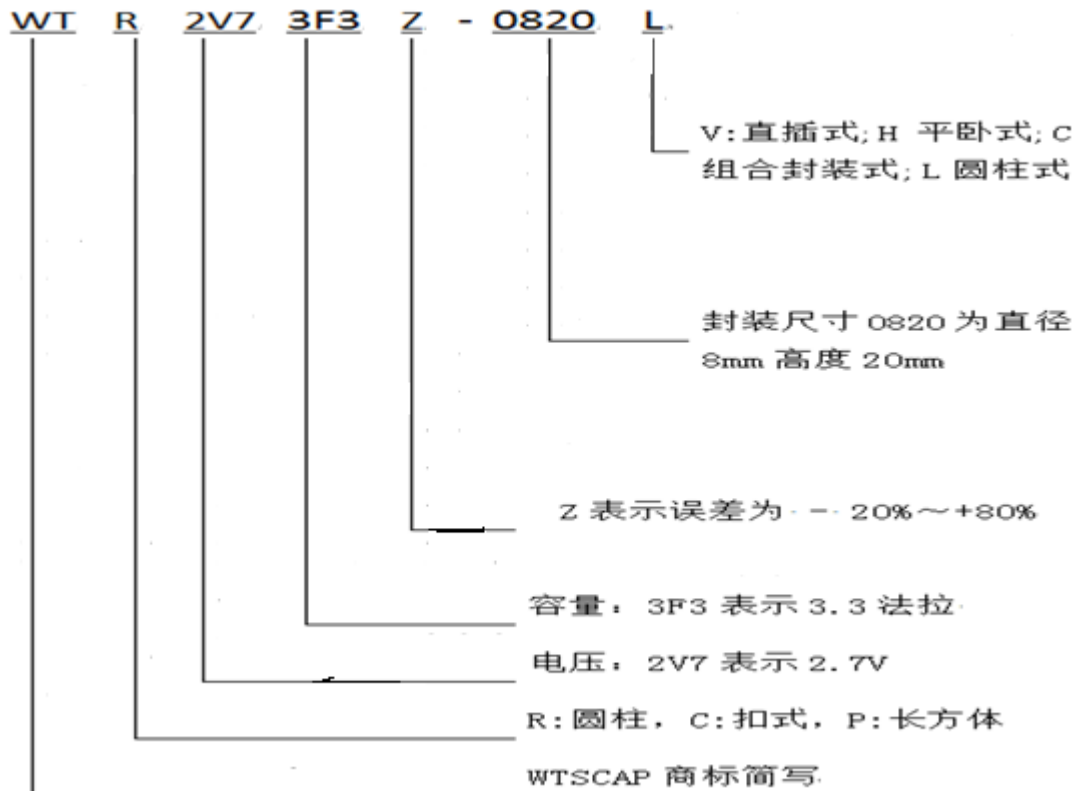 WT R 2V7 3F3 Z - 0820 L
V:直插式;H 平卧式;C
组合封装式;L 圆柱式
封装尺寸 0820 为直径
8mm 高度 20mm
Z 表示误差为 - 20%～+80%
容量：3F3 表示 3.3 法拉
电压：2V7 表示 2.7V
R:圆柱，C:扣式，P:长方体
WTSCAP 商标简写